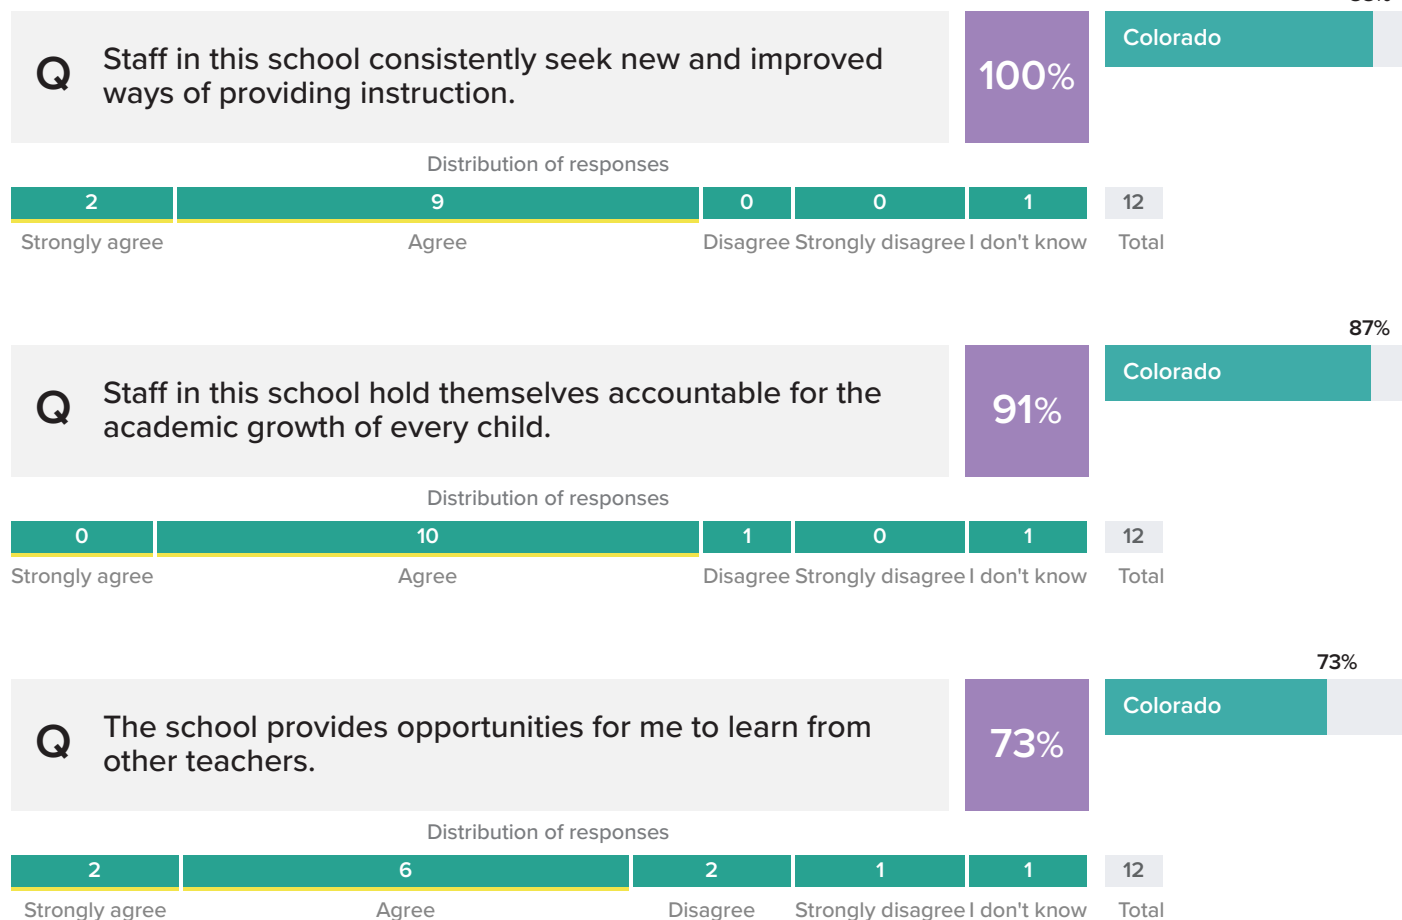 Q
Staff in this school consistently seek new and improved
ways of providing instruction.
100%
Colorado
Distribution of responses
2 9 0 0 1 12
Strongly agree Agree Disagree Strongly disagree I don't know Total
87%
Q
Staff in this school hold themselves accountable for the
academic growth of every child.
91%
Colorado
Distribution of responses
0 10 1 0 1 12
Strongly agree Agree Disagree Strongly disagree I don't know Total
73%
Q
The school provides opportunities for me to learn from
other teachers.
73%
Colorado
Distribution of responses
2 6 2 1 1 12
Strongly agree Agree Disagree Strongly disagree I don't know Total